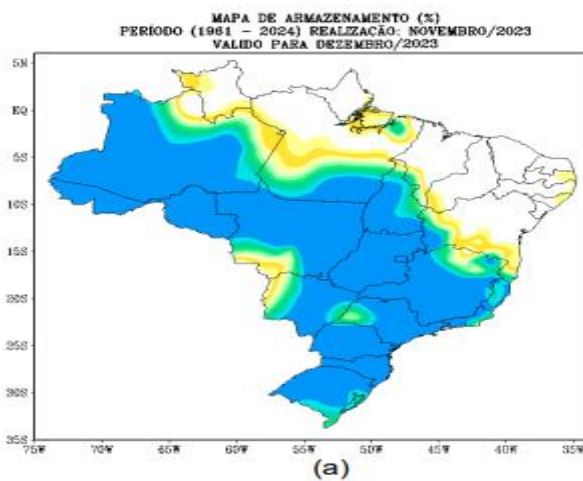 MAPA DE ARMAZENAMENTO (%)
PERÍODO (1961 – 2024) REALIZAÇÃO: NOVEMBRO/2023
VALIDO PARA DEZEMBRO/2023
5N
EQ
5S
10S
15S
20S
25S
30S
35S
75W 70W 65W 60W 55W 50W 45W 40W 35W
(a)